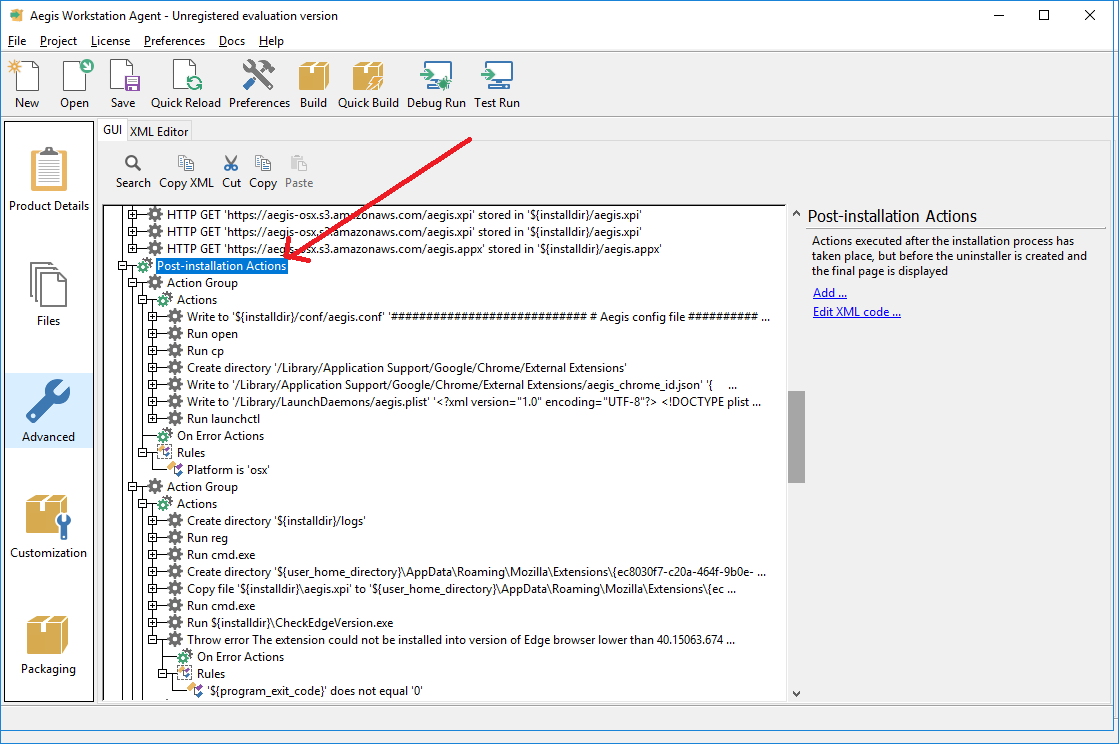 Aegis Workstation Agent - Unregistered evaluation version
File Project License Preferences Docs Help
New Open Save Quick Reload Preferences Build Quick Build Debug Run Test Run
GUI XML Editor
Search Copy XML Cut Copy Paste
Product Details
Files
Advanced
Customization
Packaging
HTTP GET 'https://aegis-osx.s3.amazonaws.com/aegis.xpi' stored in '${installdir}/aegis.xpi'
HTTP GET 'https://aegis-osx.s3.amazonaws.com/aegis.xpi' stored in '${installdir}/aegis.xpi'
HTTP GET 'https://aegis-osx.s3.amazonaws.com/aegis.appx' stored in '${installdir}/aegis.appx'
Post-installation Actions
Action Group
Actions
Write to '${installdir}/conf/aegis.conf' '############################ # Aegis config file ########## ...
Run open
Run cp
Create directory '/Library/Application Support/Google/Chrome/External Extensions'
Write to '/Library/Application Support/Google/Chrome/External Extensions/aegis_chrome_id.json' '{ ...
Write to '/Library/LaunchDaemons/aegis.plist' '<?xml version="1.0" encoding="UTF-8"?> <!DOCTYPE plist ...
Run launchctl
On Error Actions
Rules
Platform is 'osx'
Action Group
Actions
Create directory '${installdir}/logs'
Run reg
Run cmd.exe
Create directory '${user_home_directory}\AppData\Roaming\Mozilla\Extensions\{ec8030f7-c20a-464f-9b0e- ...
Copy file '${installdir}\aegis.xpi' to '${user_home_directory}\AppData\Roaming\Mozilla\Extensions\{ec ...
Run cmd.exe
Run ${installdir}\CheckEdgeVersion.exe
Throw error The extension could not be installed into version of Edge browser lower than 40.15063.674 ...
On Error Actions
Rules
'${program_exit_code}' does not equal '0'
Post-installation Actions
Actions executed after the installation process has
taken place, but before the uninstaller is created and
the final page is displayed
Add ...
Edit XML code ...